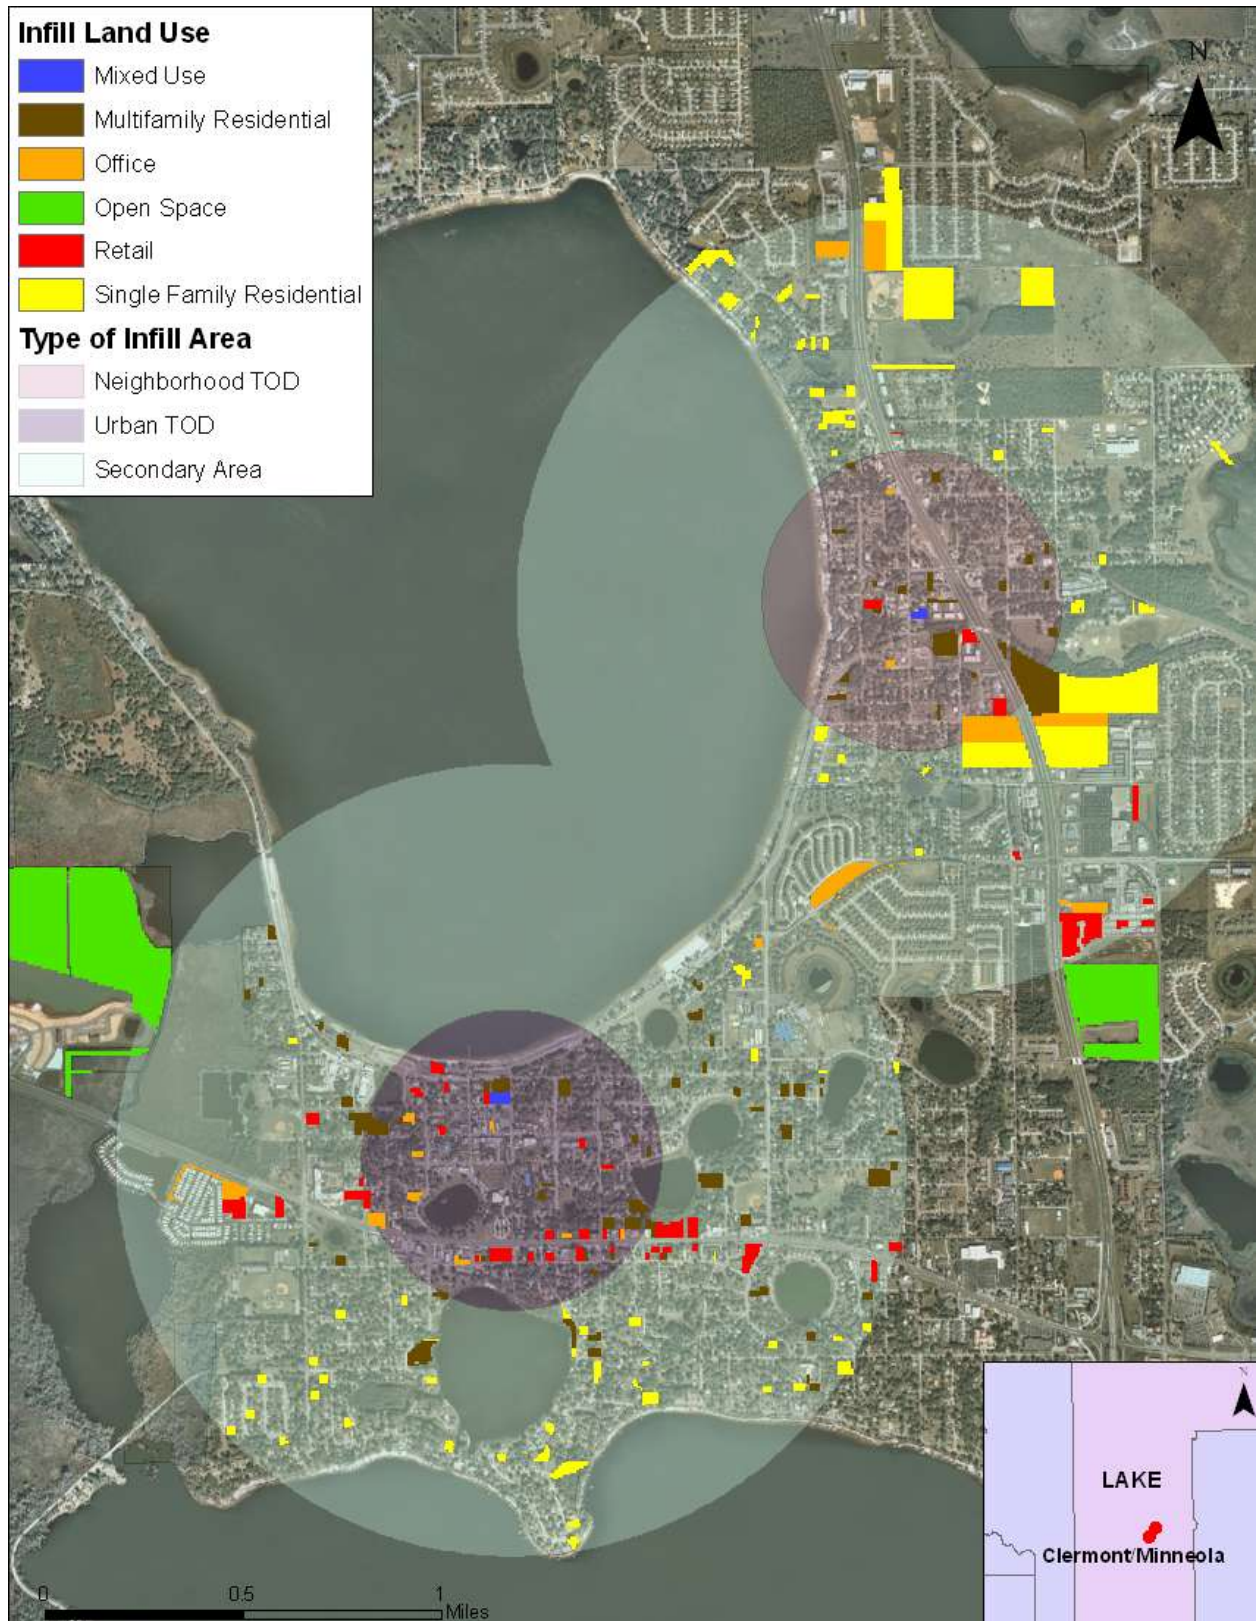 Infill Land Use
Mixed Use
Multifamily Residential
Office
Open Space
Retail
Single Family Residential
Type of Infill Area
Neighborhood TOD
Urban TOD
Secondary Area
N
N
LAKE
Clermont/Minneola
0 0.5 1
Miles